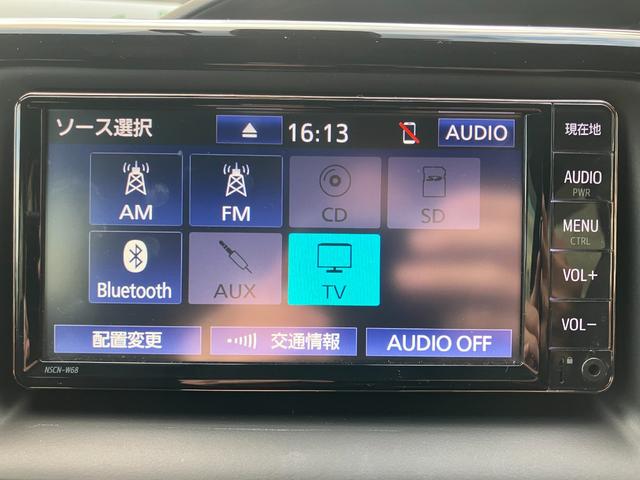 ソース選択
16:13
AUDIO
現在地
AM
FM
CD
SD
SD
AUDIO
PWR
MENU
CTRL
Bluetooth
AUX
TV
VOL+
配置変更
交通情報
AUDIO OFF
VOL-
NSCN-W68